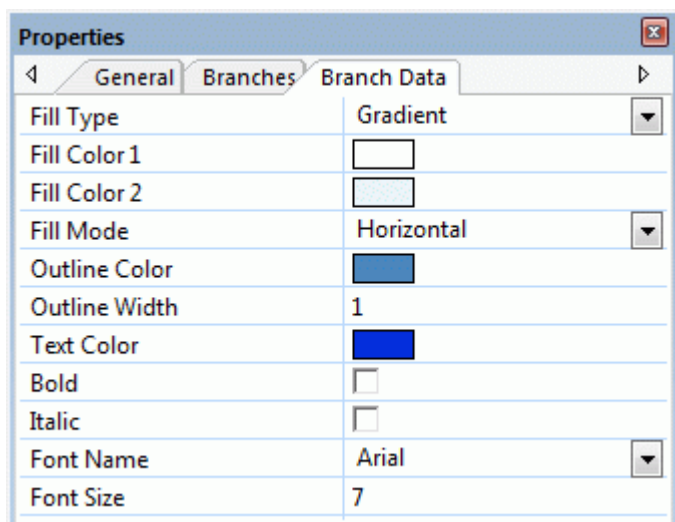 Properties
General Branches Branch Data
Fill Type Gradient
Fill Color 1
Fill Color 2
Fill Mode Horizontal
Outline Color
Outline Width 1
Text Color
Bold
Italic
Font Name Arial
Font Size 7